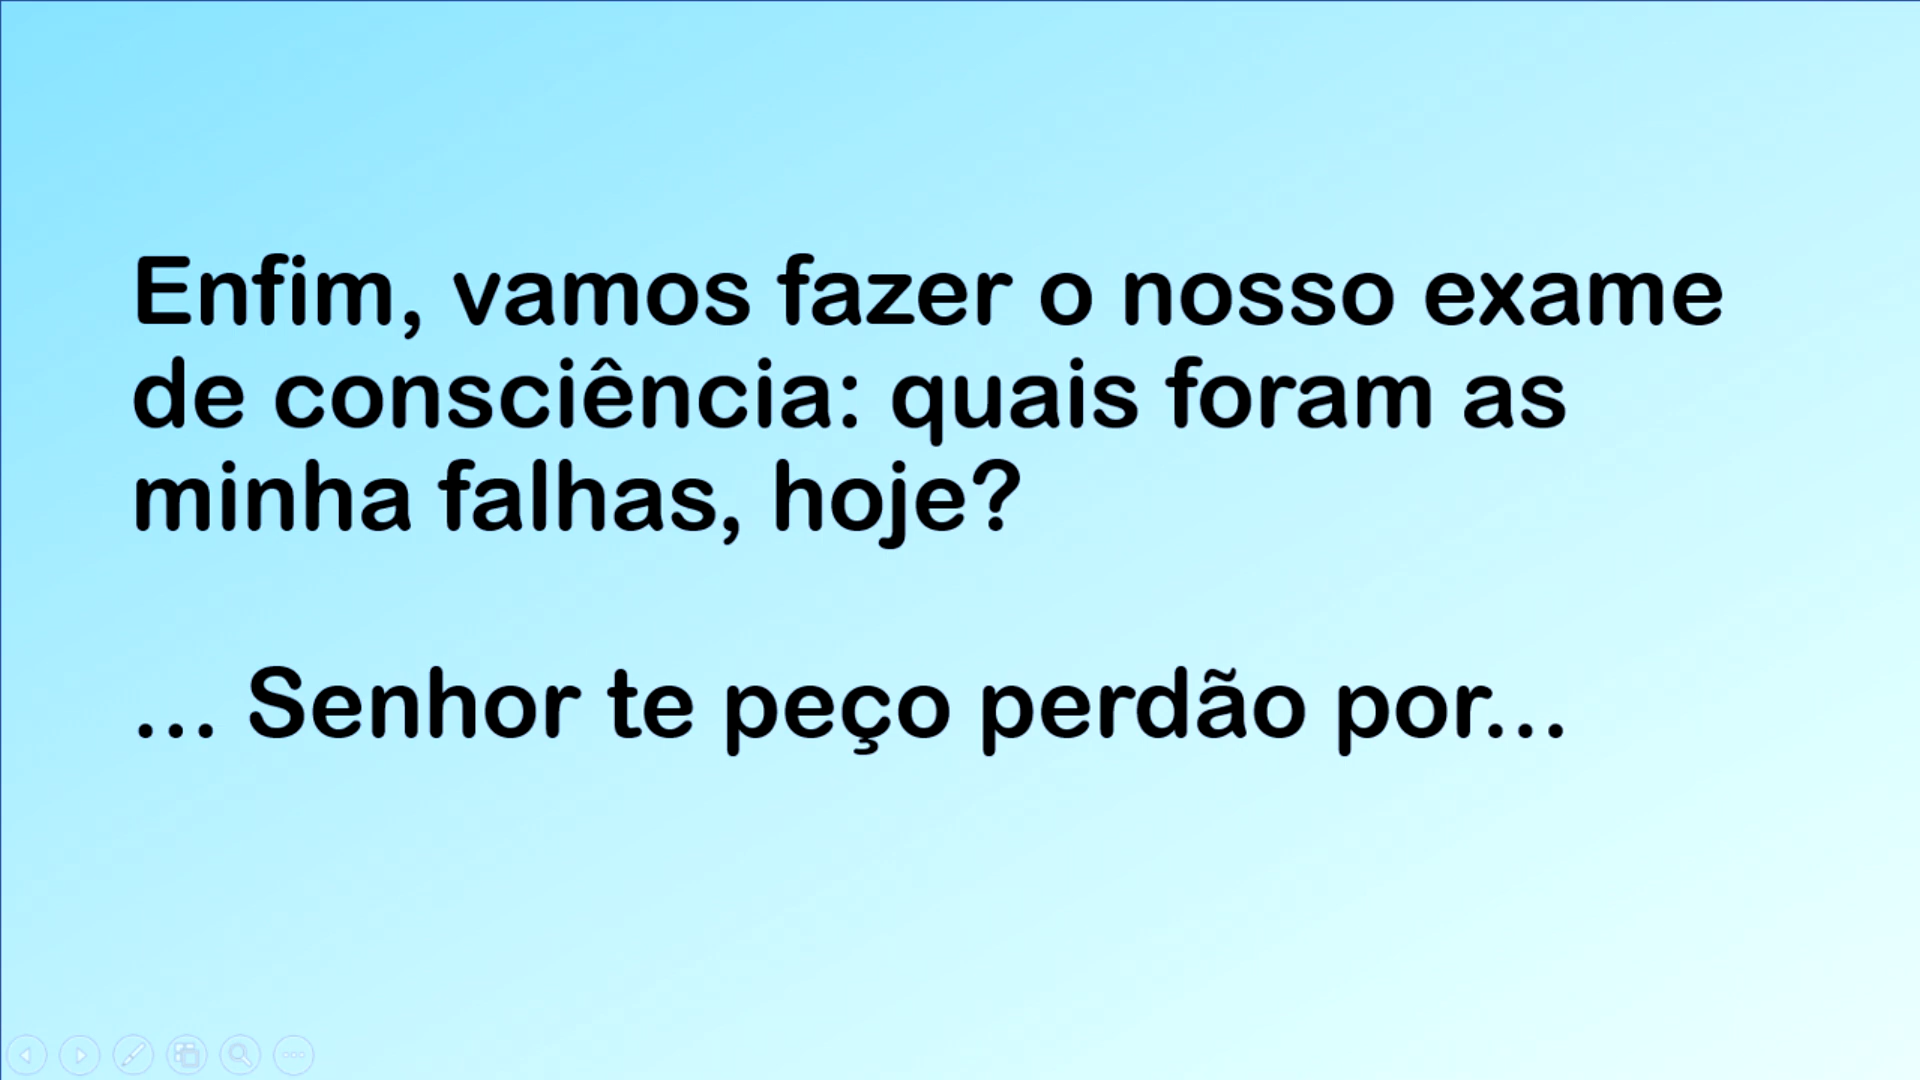 Enfim, vamos fazer o nosso exame
de consciência: quais foram as
minha falhas, hoje?
... Senhor te peço perdão por...